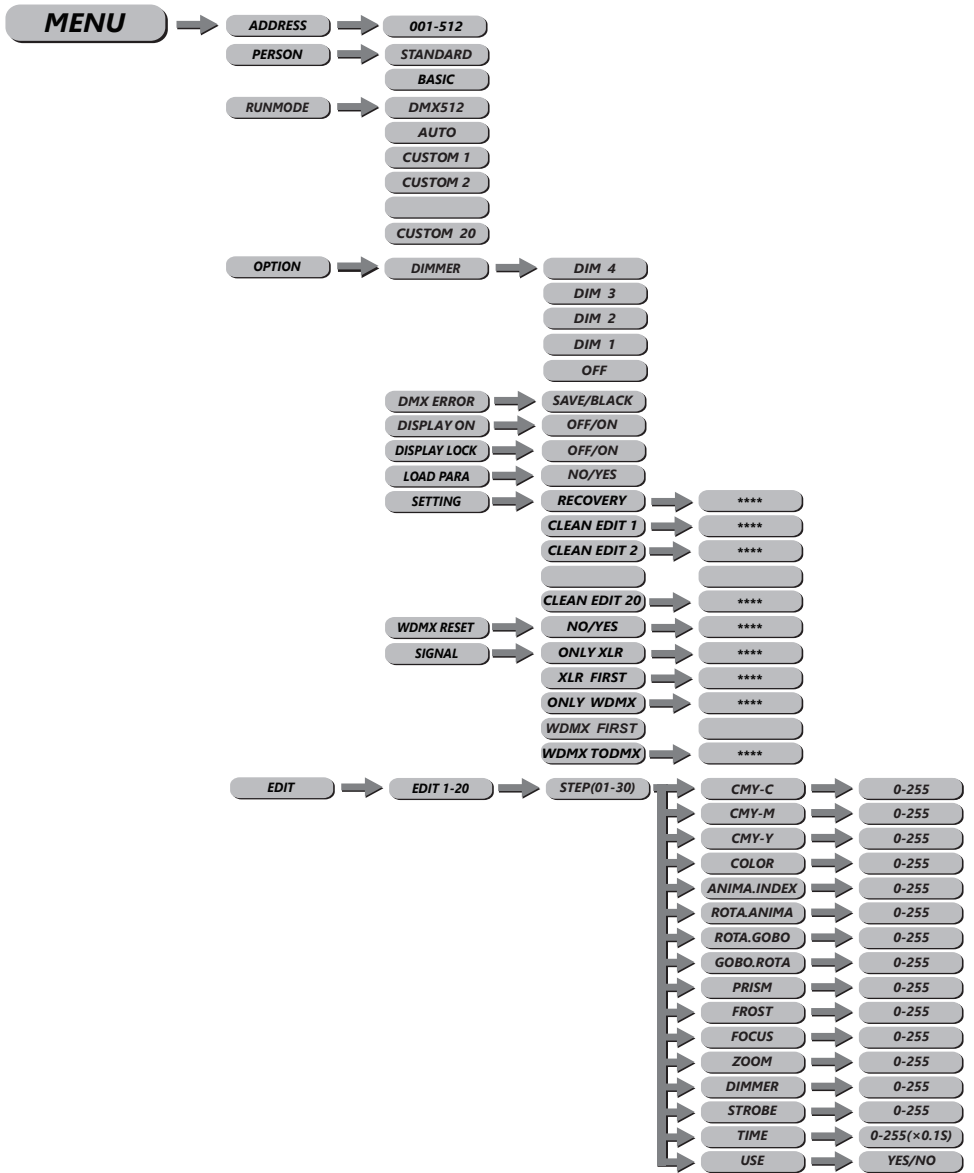 MENU ADDRESS 001-512
PERSON STANDARD
BASIC
RUNMODE DMX512
AUTO
CUSTOM 1
CUSTOM 2
CUSTOM 20
OPTION DIMMER DIM 4
DIM 3
DIM 2
DIM 1
OFF
DMX ERROR SAVE/BLACK
DISPLAY ON OFF/ON
DISPLAY LOCK OFF/ON
LOAD PARA NO/YES
SETTING RECOVERY ****
CLEAN EDIT 1 ****
CLEAN EDIT 2 ****
CLEAN EDIT 20 ****
WDMX RESET NO/YES ****
SIGNAL ONLY XLR ****
XLR FIRST ****
ONLY WDMX ****
WDMX FIRST
WDMX TODMX ****
EDIT EDIT 1-20 STEP(01-30) CMY-C 0-255
CMY-M 0-255
CMY-Y 0-255
COLOR 0-255
ANIMA.INDEX 0-255
ROTA.ANIMA 0-255
ROTA.GOBO 0-255
GOBO.ROTA 0-255
PRISM 0-255
FROST 0-255
FOCUS 0-255
ZOOM 0-255
DIMMER 0-255
STROBE 0-255
TIME 0-255(×0.1S)
USE YES/NO